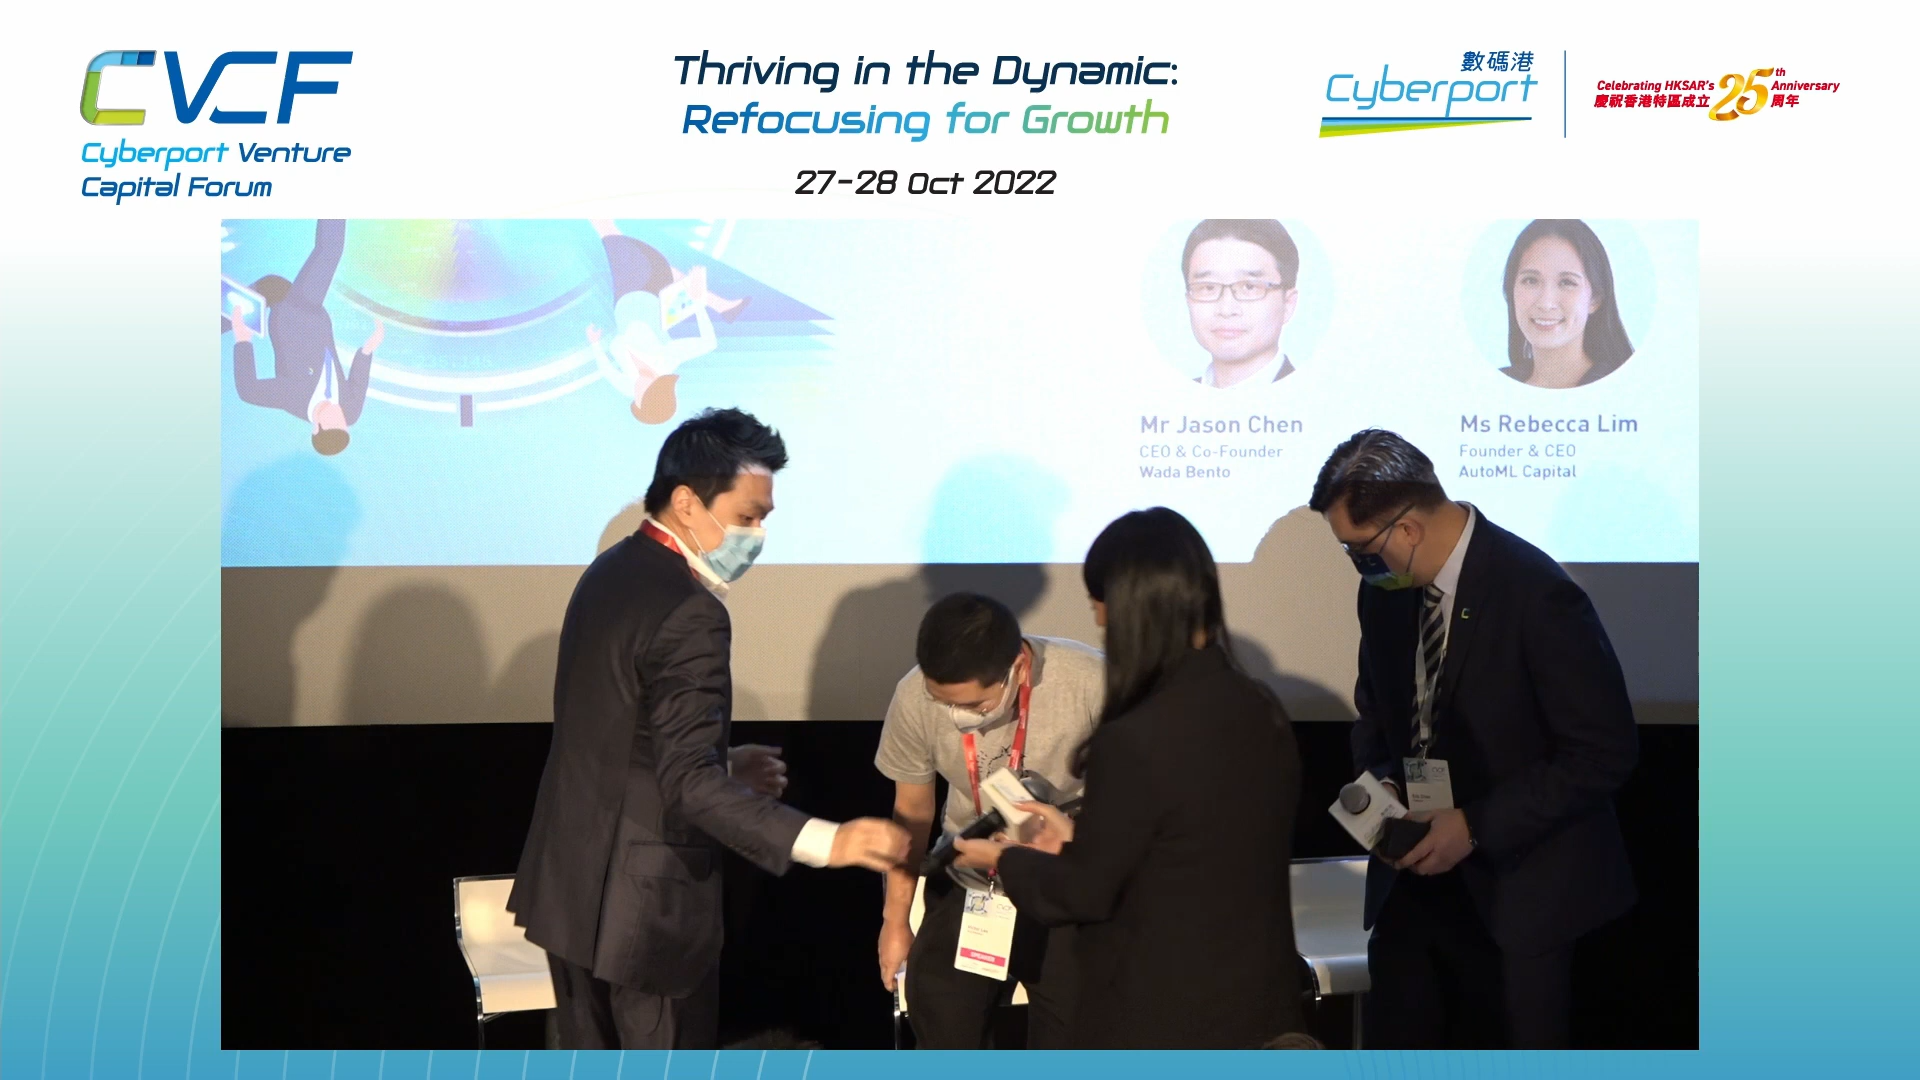 CVCF
Cyberport Venture
Capital Forum
Thriving in the Dynamic:
Refocusing for Growth
27-28 Oct 2022
數碼港
Cyberport
Celebrating HKSAR's 25th Anniversary
慶祝香港特區成立 周年
Mr Jason Chen
CEO & Co-Founder
Wada Bento
Ms Rebecca Lim
Founder & CEO
AutoML Capital
SPEAKER